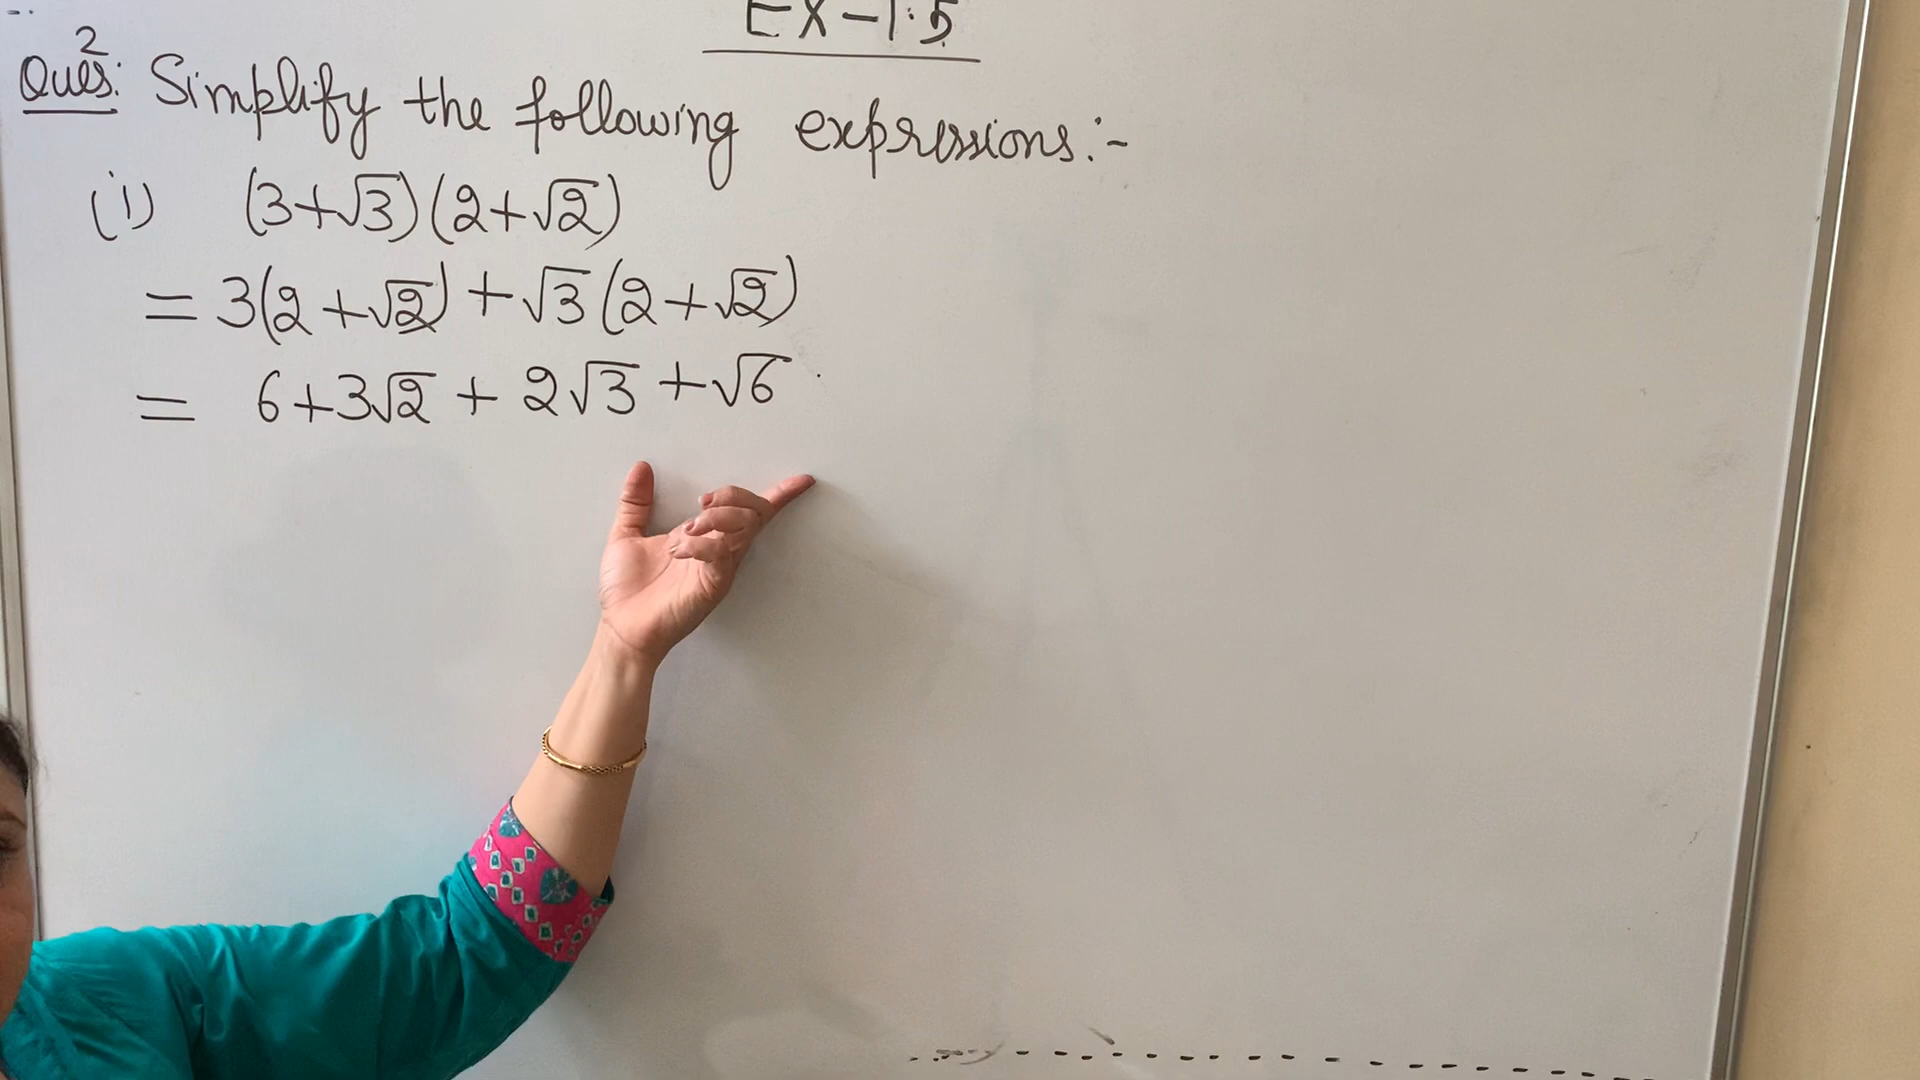 Ex-1.5
Ques: 2 Simplify the following expressions:-
(i) (3+√3)(2+√2)
= 3(2+√2)+√3(2+√2)
= 6+3√2+2√3+√6.